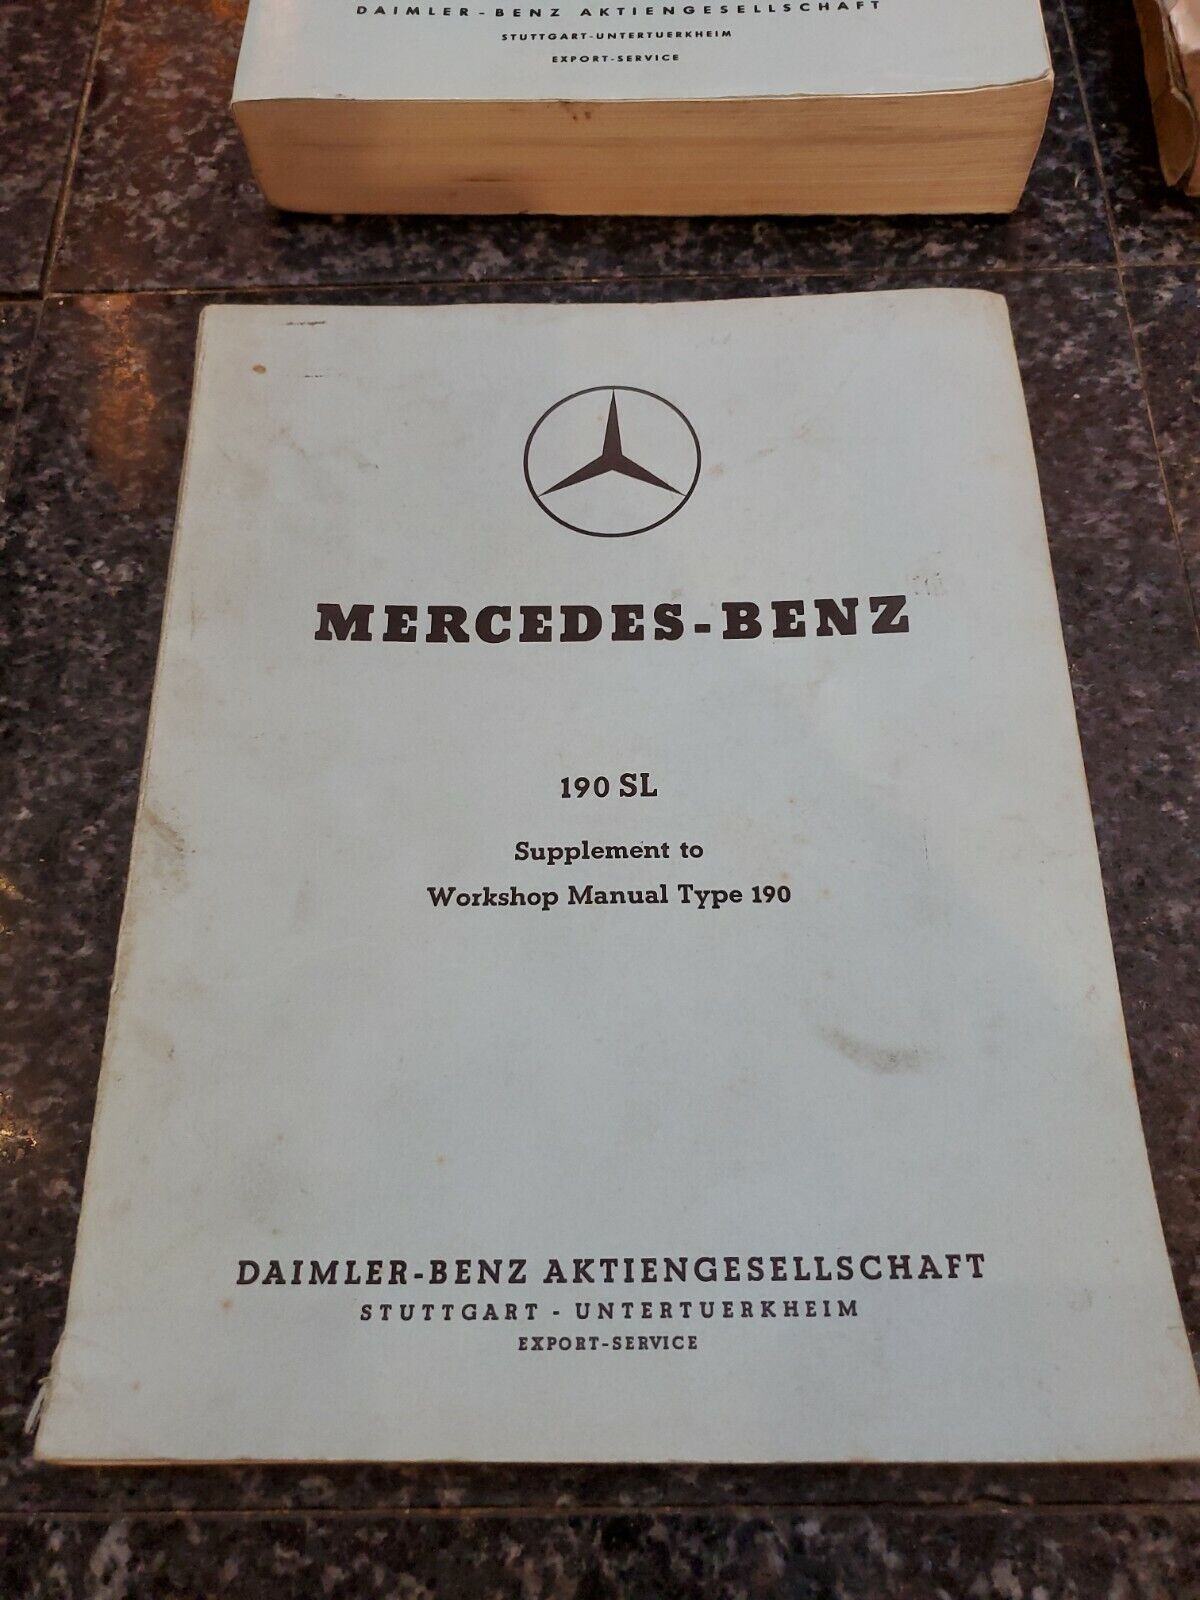 DAIMLER-BENZ AKTIENGESELLSCHAFT
STUTTGART-UNTERTUERKHEIM
EXPORT-SERVICE
MERCEDES-BENZ
190 SL
Supplement to
Workshop Manual Type 190
DAIMLER-BENZ AKTIENGESELLSCHAFT
STUTTGART - UNTERTUERKHEIM
EXPORT-SERVICE